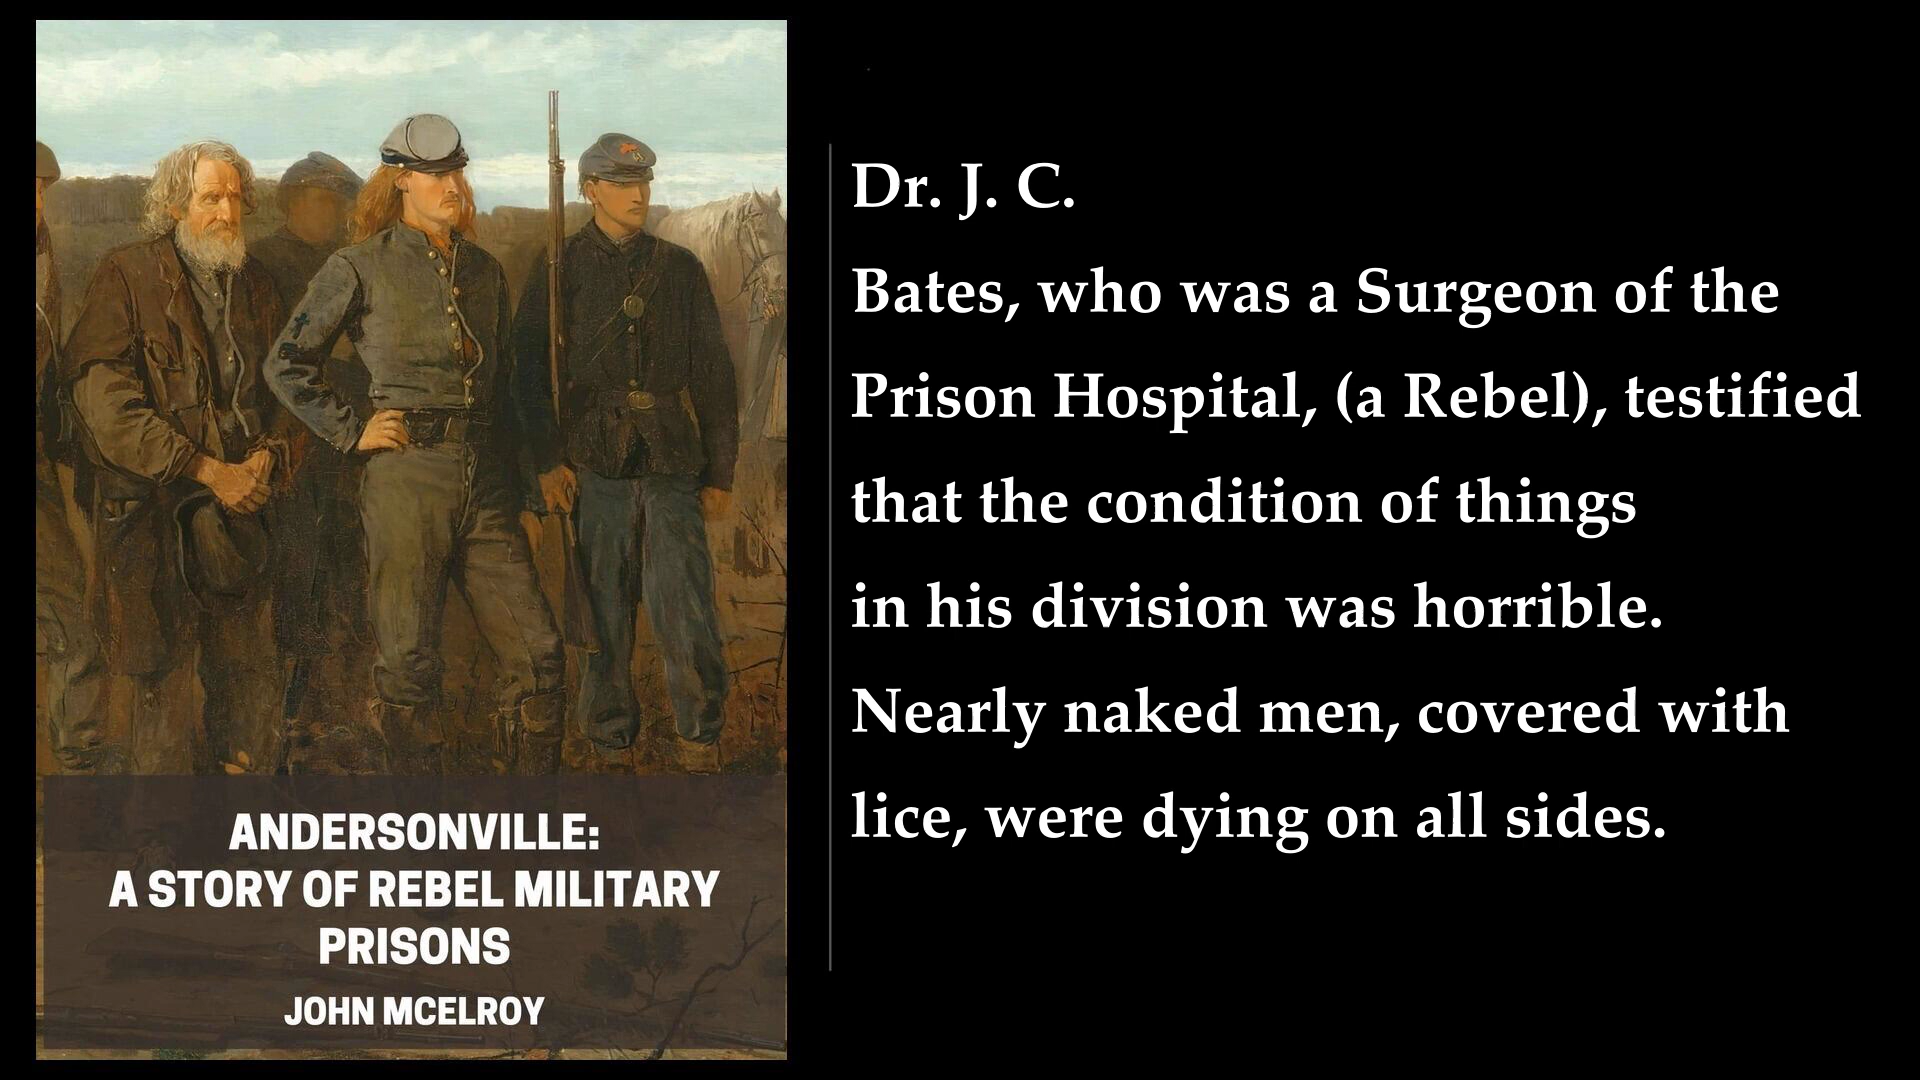 ANDERSONVILLE:
A STORY OF REBEL MILITARY
PRISONS
JOHN MCELROY
Dr. J. C.
Bates, who was a Surgeon of the
Prison Hospital, (a Rebel), testified
that the condition of things
in his division was horrible.
Nearly naked men, covered with
lice, were dying on all sides.